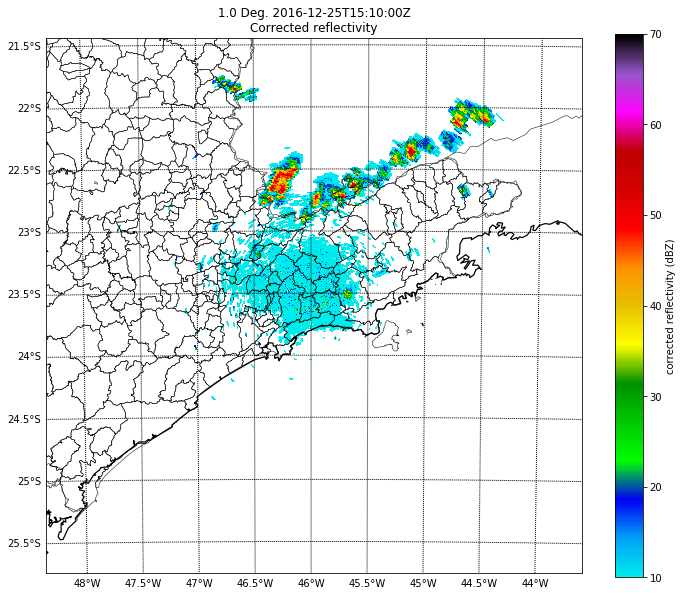 1.0 Deg. 2016-12-25T15:10:00Z
Corrected reflectivity
21.5°S
22°S
22.5°S
23°S
23.5°S
24°S
24.5°S
25°S
25.5°S
48°W
47.5°W
47°W
46.5°W
46°W
45.5°W
45°W
44.5°W
44°W
70
60
50
40
30
20
10
corrected reflectivity (dBZ)